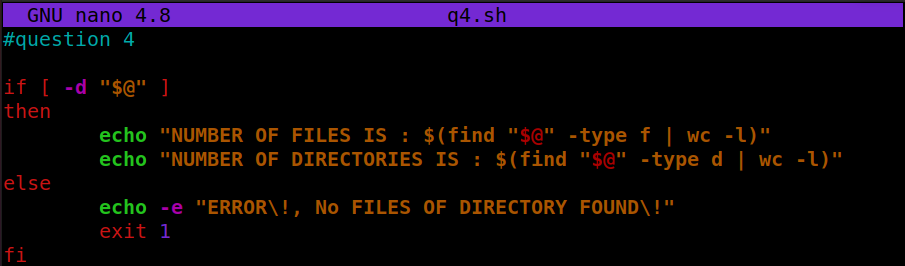 GNU nano 4.8 q4.sh
#question 4
if [ -d "$@" ]
then
echo "NUMBER OF FILES IS : $(find "$@" -type f | wc -l)"
echo "NUMBER OF DIRECTORIES IS : $(find "$@" -type d | wc -l)"
else
echo -e "ERROR\!, No FILES OF DIRECTORY FOUND\!"
exit 1
fi